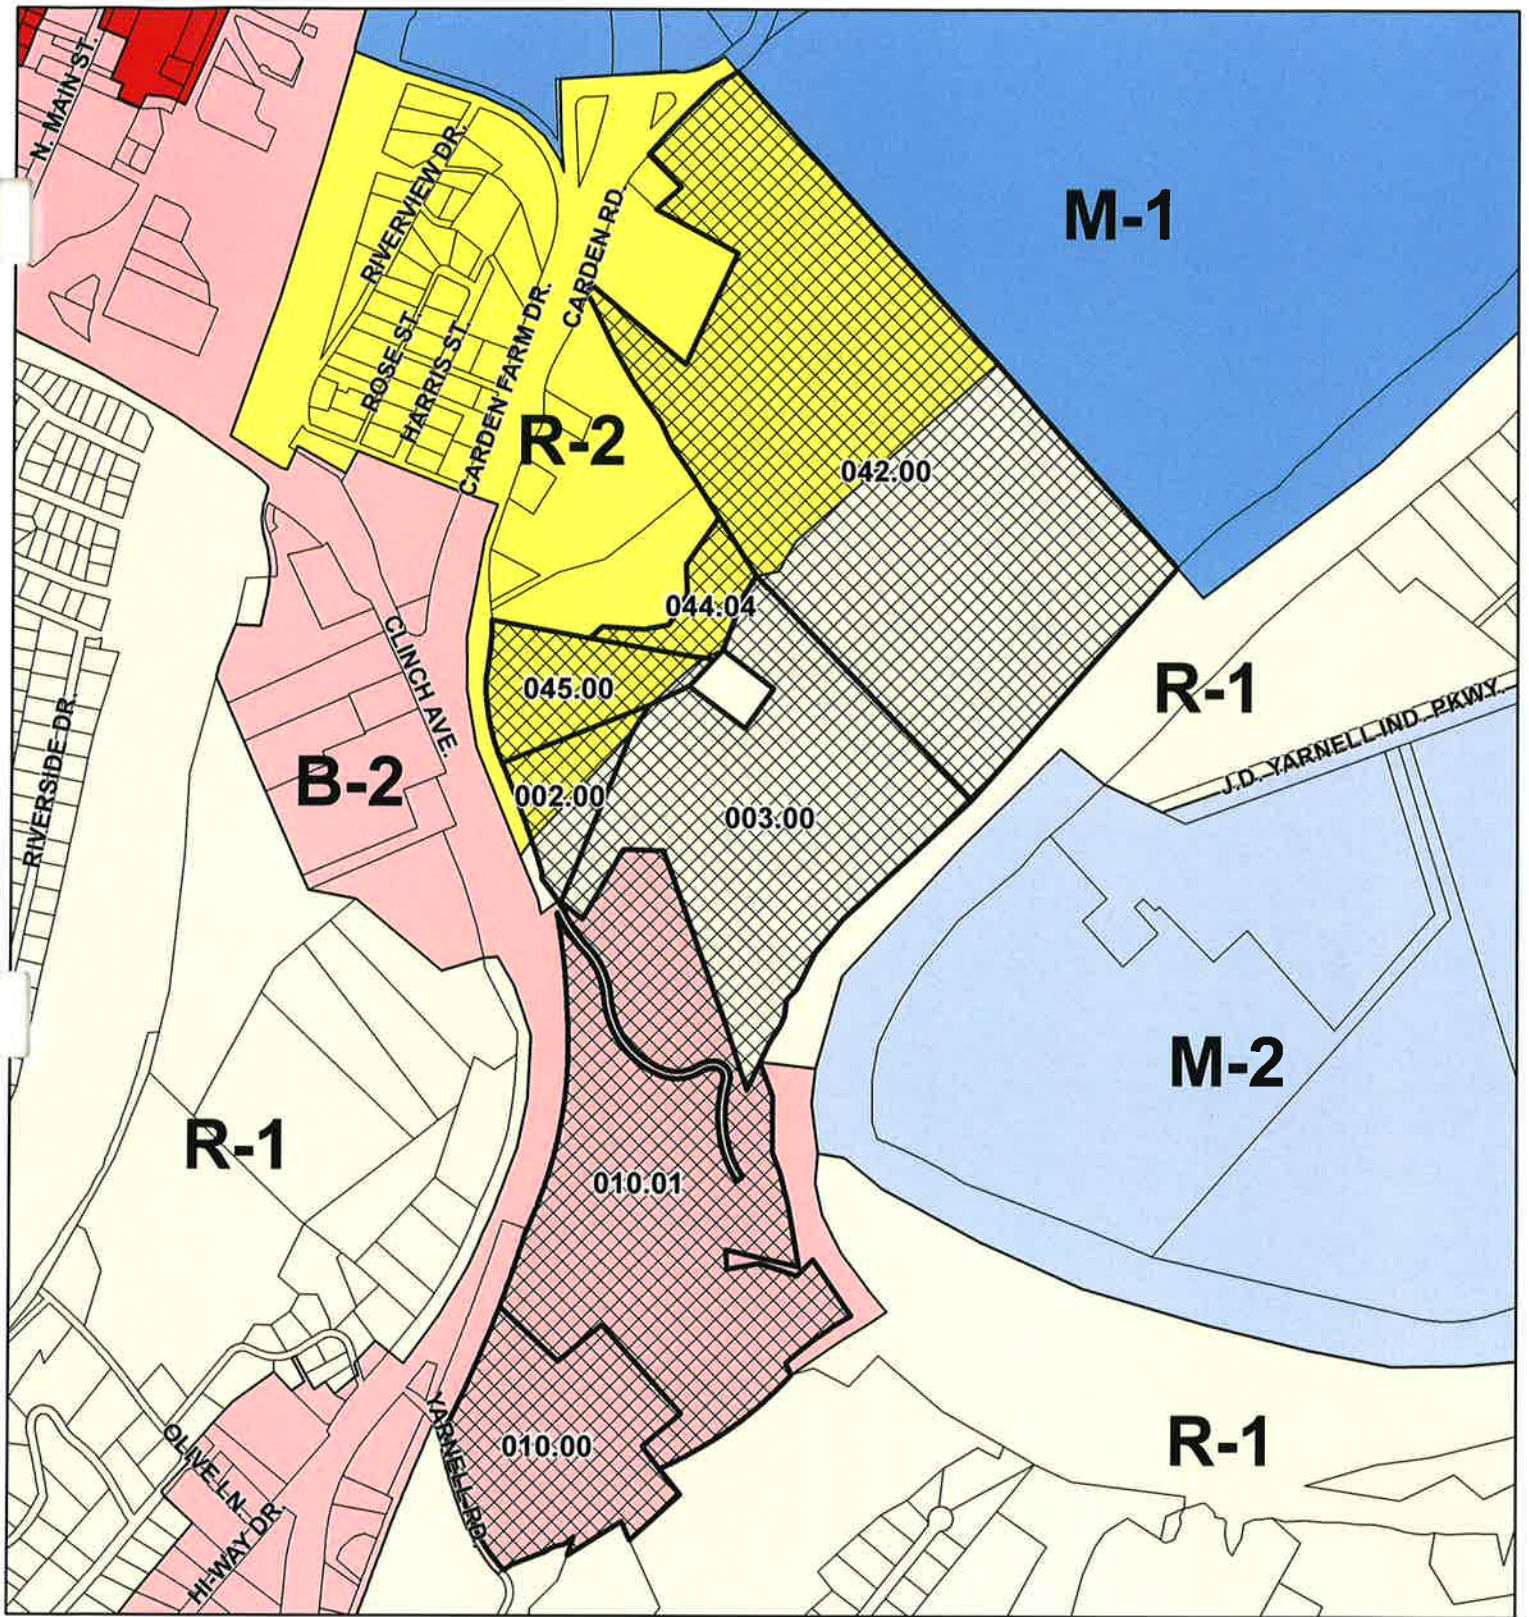 N. MAIN ST.
M-1
RIVERVIEW DR.
CARDEN RD.
ROSE ST.
HARRIS ST.
CARDEN FARM DR.
R-2
042.00
044.04
CLINCH AVE.
045.00
R-1
J.D. YARNELL IND. PKWY.
RIVERSIDE DR.
B-2
002.00
003.00
M-2
R-1
010.01
OLIVE LN.
YARNELL RD.
010.00
R-1
HI-WAY DR.